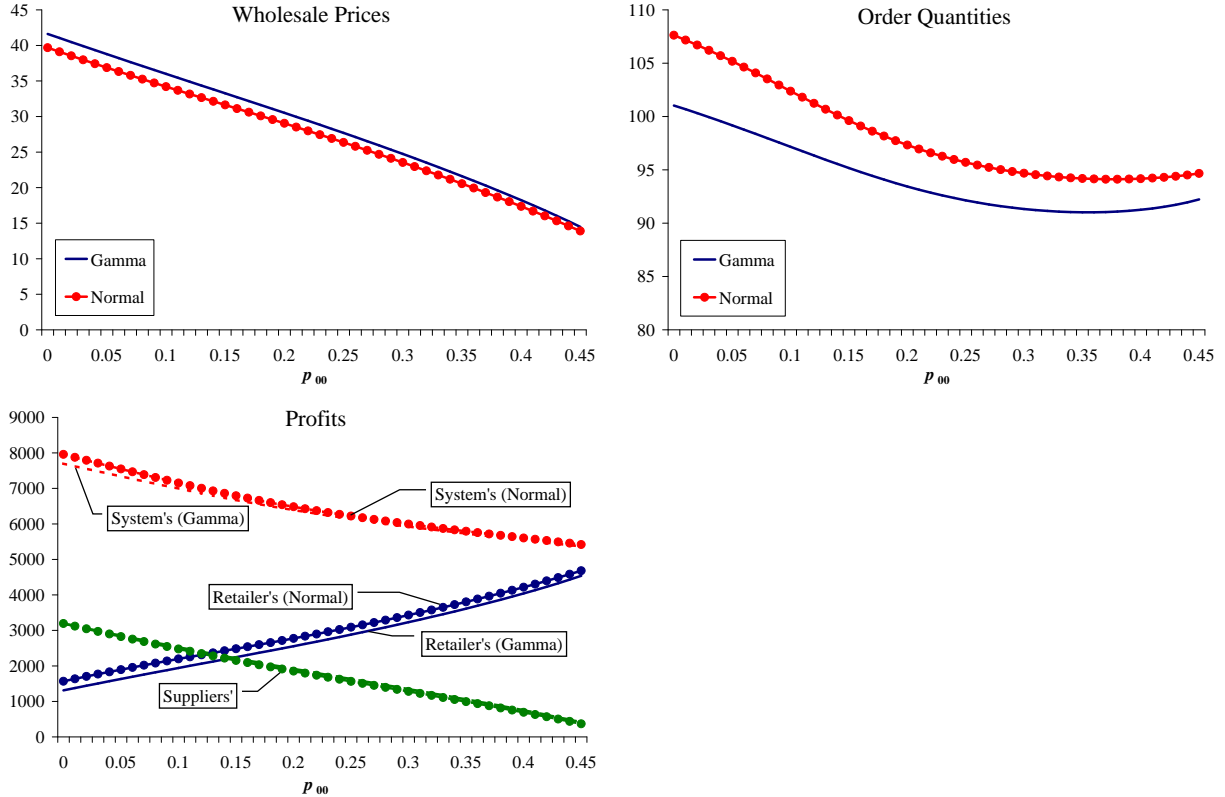 Wholesale Prices
45
40
35
30
25
20
15
10
5
0
Gamma
Normal
0 0.05 0.1 0.15 0.2 0.25 0.3 0.35 0.4 0.45
p 00
Order Quantities
110
105
100
95
90
85
80
Gamma
Normal
0 0.05 0.1 0.15 0.2 0.25 0.3 0.35 0.4 0.45
p 00
Profits
9000
8000
7000
6000
5000
4000
3000
2000
1000
0
System's (Normal)
System's (Gamma)
Retailer's (Normal)
Retailer's (Gamma)
Suppliers'
0 0.05 0.1 0.15 0.2 0.25 0.3 0.35 0.4 0.45
p 00